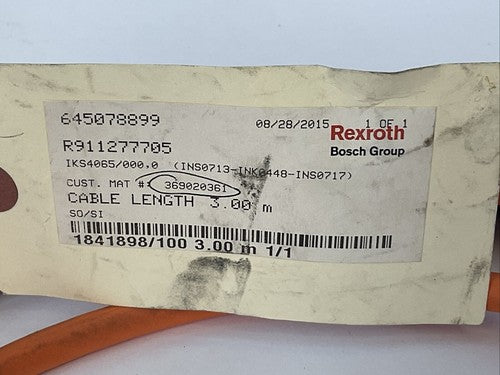 645078899 08/28/2015 1 OF 1
Rexroth
R911277705 Bosch Group
IKS4065/000.0 (INS0713-INK0448-INS0717)
CUST. MAT #: 369020361
CABLE LENGTH 3.00 m
SO/SI
1841898/100 3.00 m 1/1